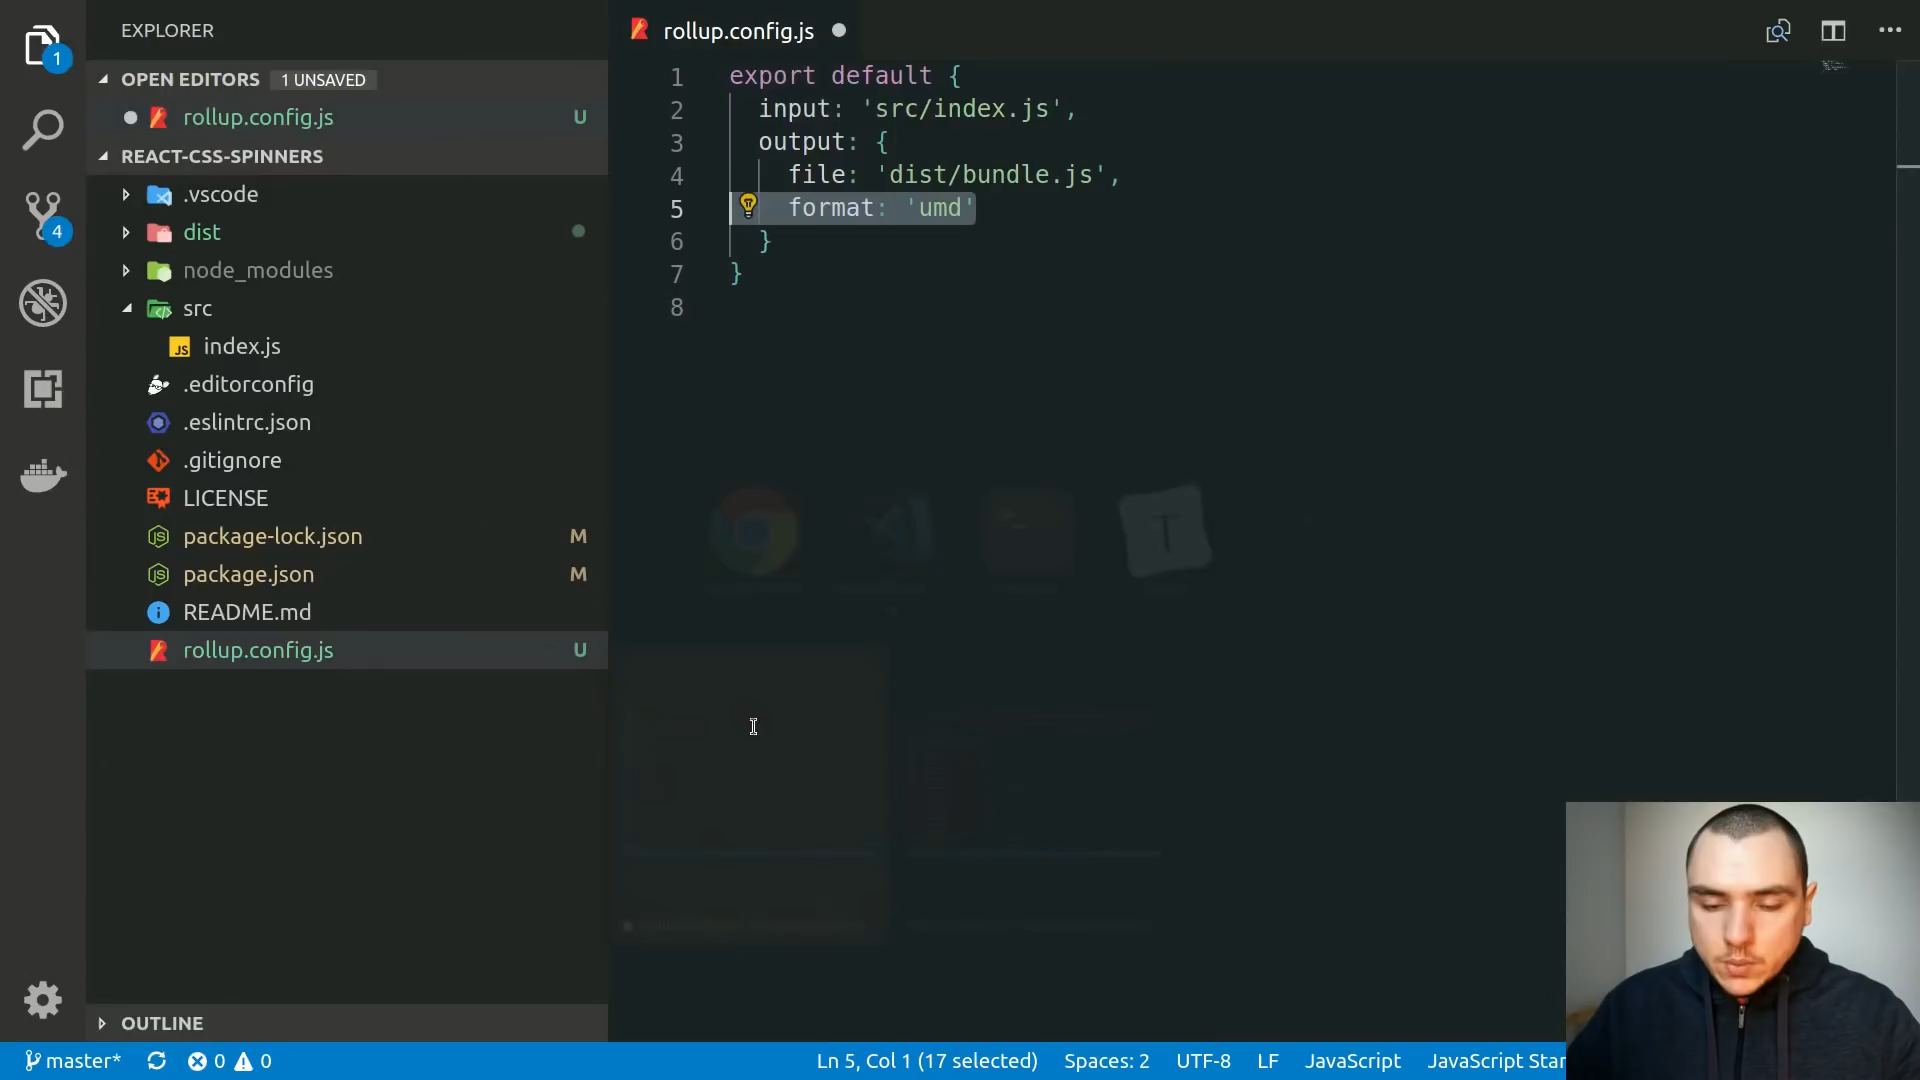 EXPLORER
OPEN EDITORS 1 UNSAVED
rollup.config.js U
REACT-CSS-SPINNERS
.vscode
dist
node_modules
src
index.js
.editorconfig
.eslintrc.json
.gitignore
LICENSE
package-lock.json M
package.json M
README.md
rollup.config.js U
OUTLINE
1
4
rollup.config.js
1 export default {
2 input: 'src/index.js',
3 output: {
4 file: 'dist/bundle.js',
5 format: 'umd'
6 }
7 }
8
master* 0 0 Ln 5, Col 1 (17 selected) Spaces: 2 UTF-8 LF JavaScript JavaScript Star